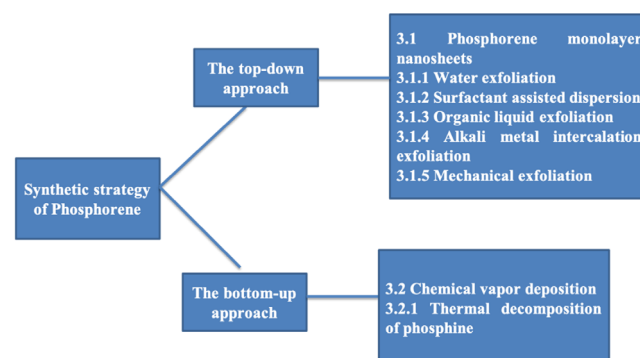 Synthetic strategy
of Phosphorene
The top-down
approach
3.1 Phosphorene monolayer
nanosheets
3.1.1 Water exfoliation
3.1.2 Surfactant assisted dispersion
3.1.3 Organic liquid exfoliation
3.1.4 Alkali metal intercalation
exfoliation
3.1.5 Mechanical exfoliation
The bottom-up
approach
3.2 Chemical vapor deposition
3.2.1 Thermal decomposition
of phosphine